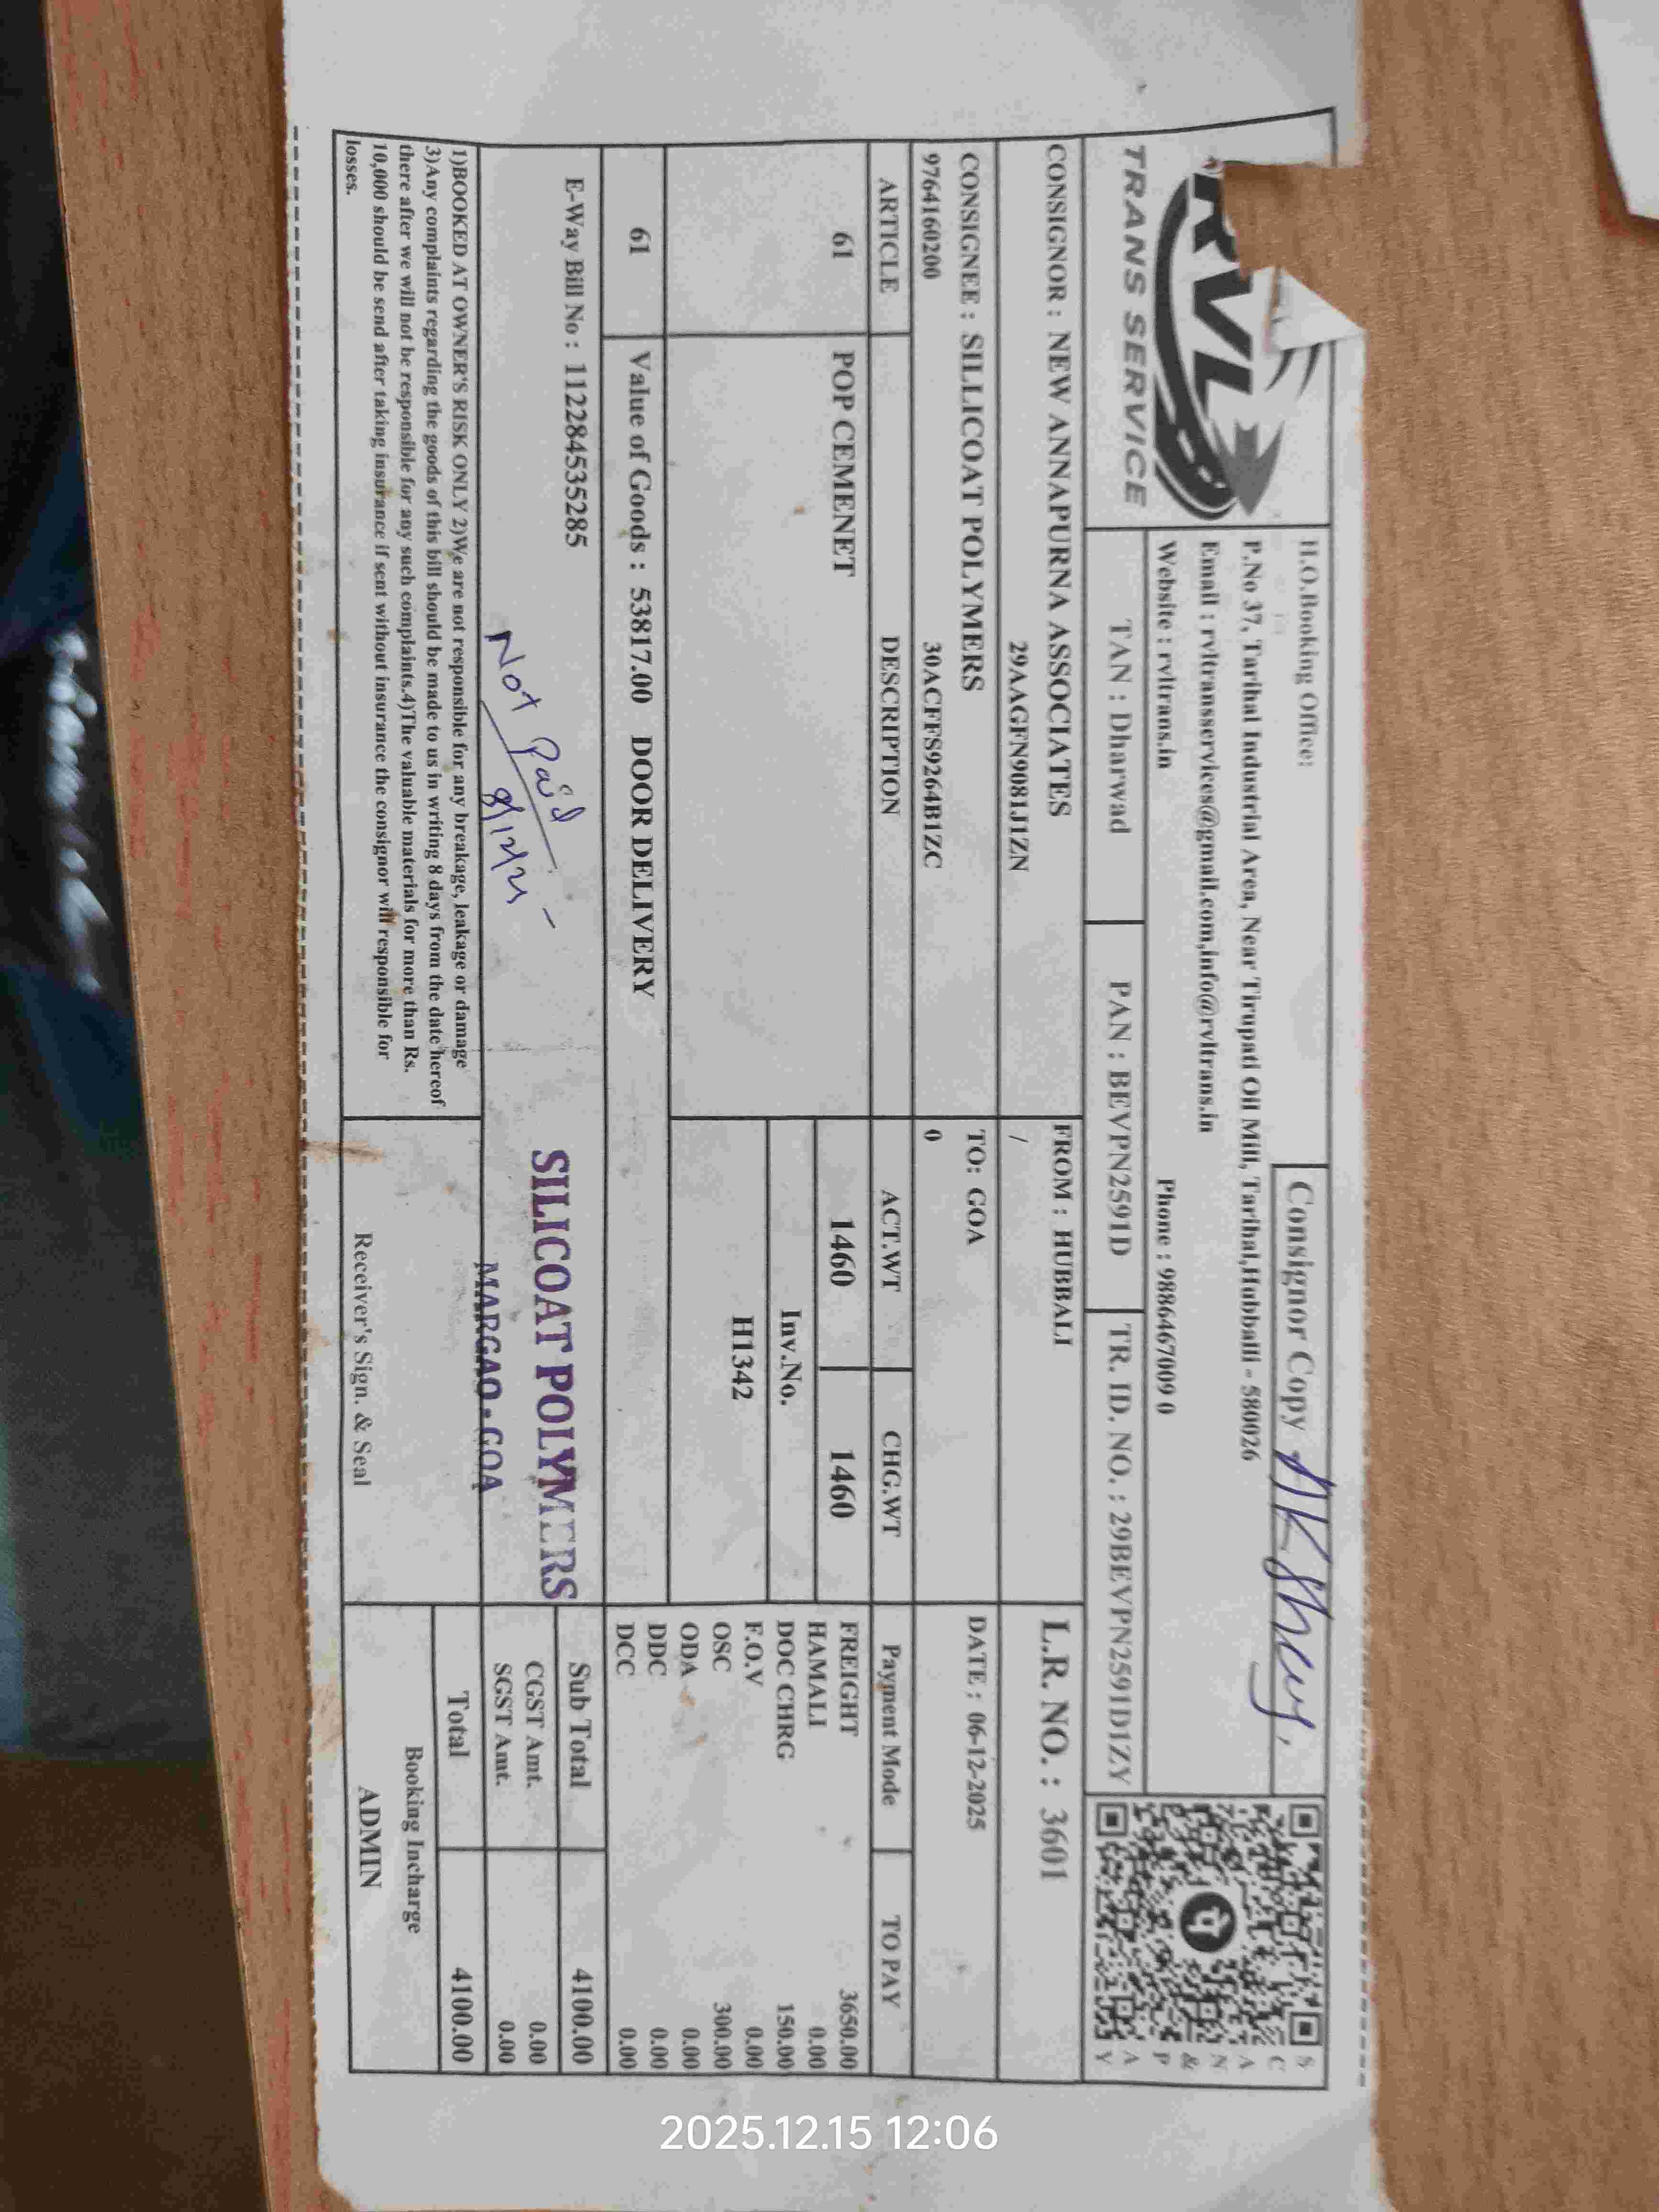 RVL
TRANS SERVICE
H.O.Booking Office:
Consignor Copy
P.No 37, Tarihal Industrial Area, Near Tirupati Oil Mill, Tarihal,Hubballi - 580026
Email : rvltransservices@gmail.com,info@rvltrans.in
Website : rvltrans.in Phone : 9886467009 0
SCAN & PAY
TAN : Dharwad PAN : BEVPN2591D TR. ID. NO. : 29BEVPN2591D1ZY
CONSIGNOR : NEW ANNAPURNA ASSOCIATES FROM : HUBBALI L.R. NO. : 3601
29AAGFN9081J1ZN /
CONSIGNEE : SILLICOAT POLYMERS TO: GOA DATE : 06-12-2025
9764160200 30ACFFS9264B1ZC 0
ARTICLE DESCRIPTION ACT.WT CHG.WT Payment Mode TO PAY
61 POP CEMENET 1460 1460 FREIGHT 3650.00
HAMALI 0.00
Inv.No. DOC CHRG 150.00
F.O.V 0.00
H1342 OSC 300.00
ODA 0.00
DDC 0.00
61 Value of Goods : 53817.00 DOOR DELIVERY DCC 0.00
E-Way Bill No : 112284535285 Sub Total 4100.00
Not Paid
SILICOAT POLYMERS
MARGAO-GOA
CGST Amt. 0.00
SGST Amt. 0.00
Total 4100.00
1)BOOKED AT OWNER'S RISK ONLY 2)We are not responsible for any breakage, leakage or damage
3)Any complaints regarding the goods of this bill should be made to us in writing 8 days from the date hereof
there after we will not be responsible for any such complaints.4)The valuable materials for more than Rs.
10,000 should be send after taking insurance if sent without insurance the consignor will responsible for
losses.
Receiver's Sign. & Seal
Booking Incharge
ADMIN
2025.12.15 12:06